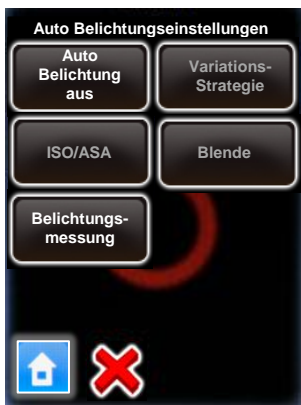 Auto Belichtungseinstellungen
Auto
Belichtung
aus
Variations-
Strategie
ISO/ASA
Blende
Belichtungs-
messung